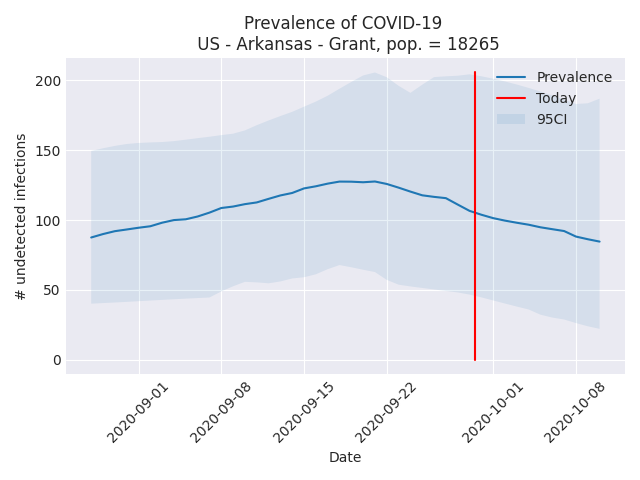 Prevalence of COVID-19
US - Arkansas - Grant, pop. = 18265
# undetected infections
200
150
100
50
0
Prevalence
Today
95CI
2020-09-01
2020-09-08
2020-09-15
2020-09-22
2020-10-01
2020-10-08
Date